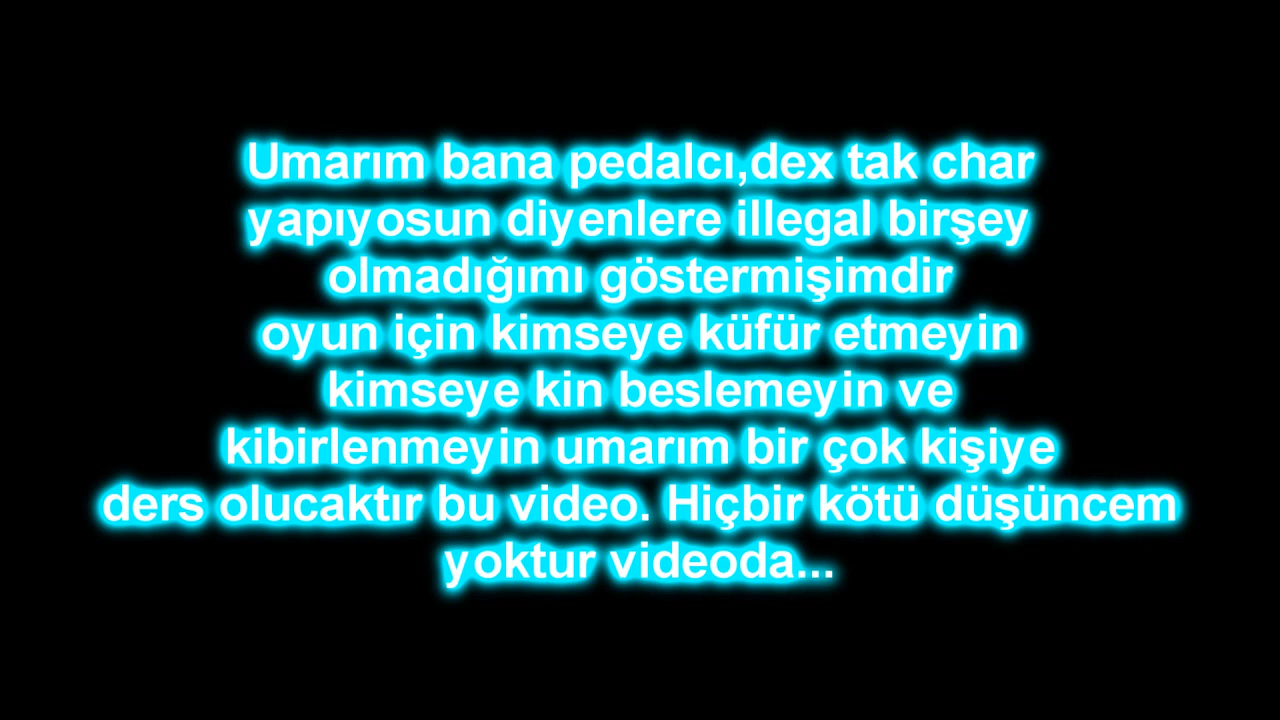 Umarım bana pedalcı,dex tak char
yapıyosun diyenlere illegal birşey
olmadığımı göstermişimdir
oyun için kimseye küfür etmeyin
kimseye kin beslemeyin ve
kibirlenmeyin umarım bir çok kişiye
ders olucaktır bu video. Hiçbir kötü düşüncem
yoktur videoda...